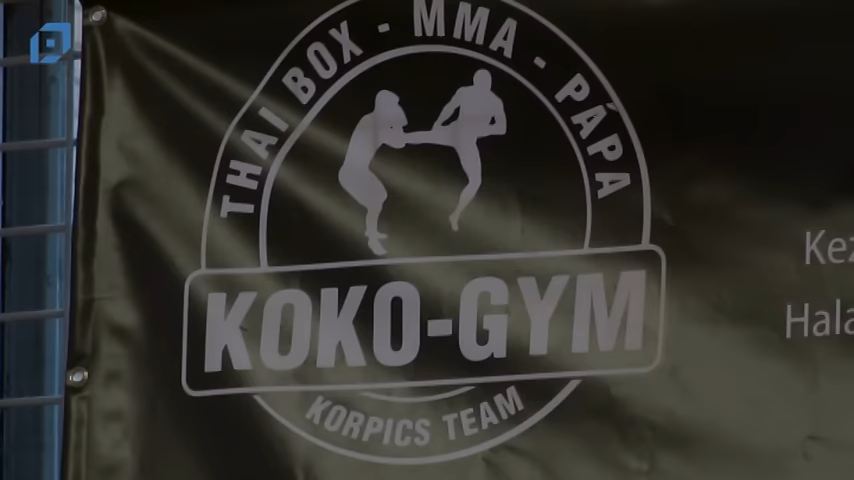 THAI BOX - MMA - PÁPA
KOKO-GYM
KORPICS TEAM